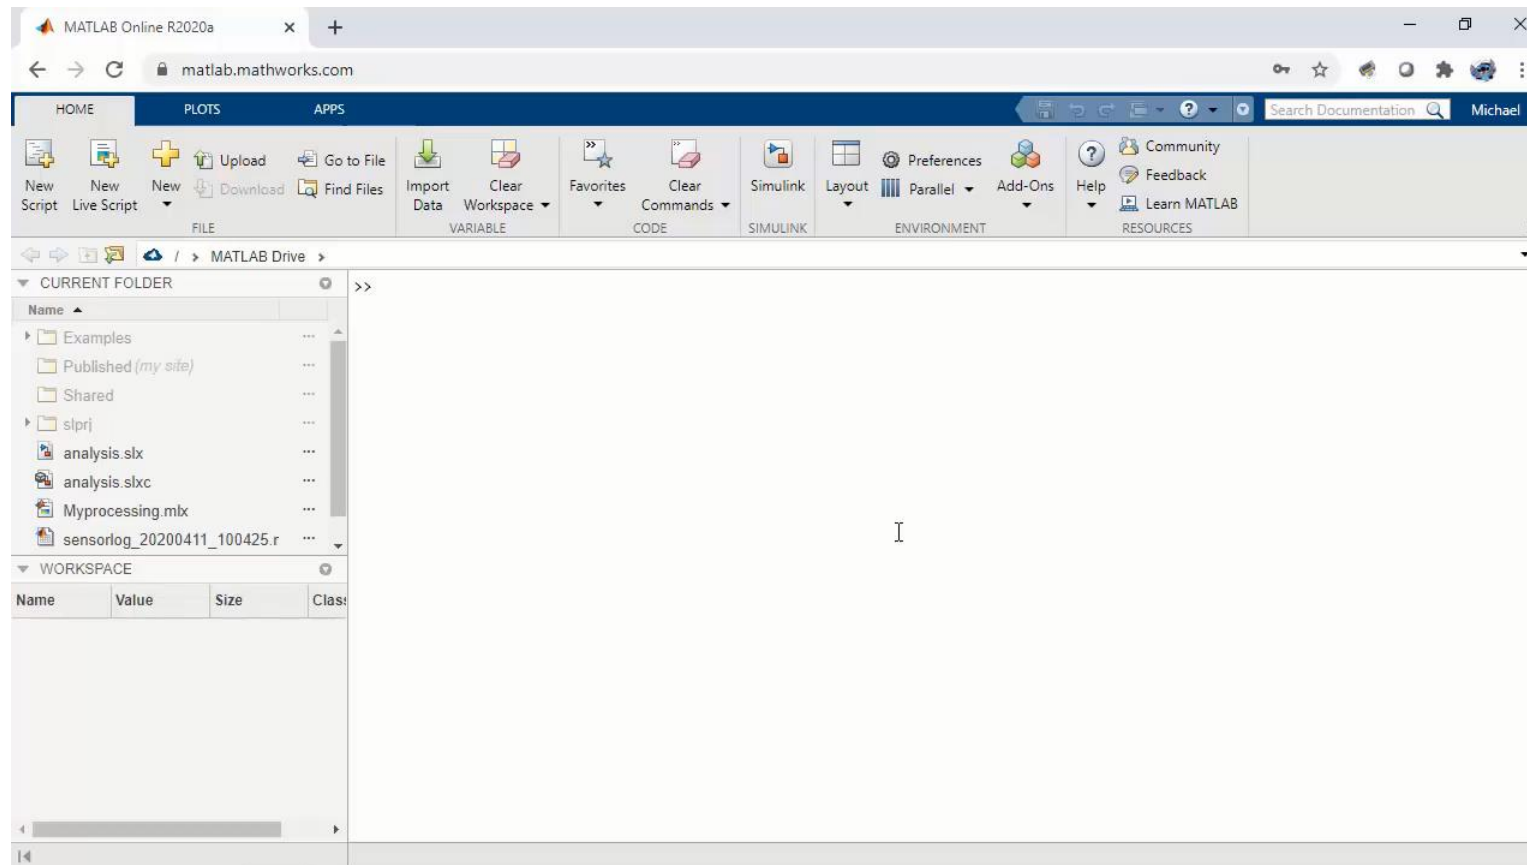 MATLAB Online R2020a
matlab.mathworks.com
HOME PLOTS APPS
Search Documentation Michael
New Script
New Live Script
New
Upload
Download
Go to File
Find Files
FILE
Import Data
Clear Workspace
VARIABLE
Favorites
Clear Commands
CODE
Simulink
SIMULINK
Layout
Preferences
Parallel
Add-Ons
ENVIRONMENT
Help
Community
Feedback
Learn MATLAB
RESOURCES
/ > MATLAB Drive >
CURRENT FOLDER
>>
Name
Examples
Published (my site)
Shared
slprj
analysis.slx
analysis.slxc
Myprocessing.mlx
sensorlog_20200411_100425.r
WORKSPACE
Name Value Size Clas